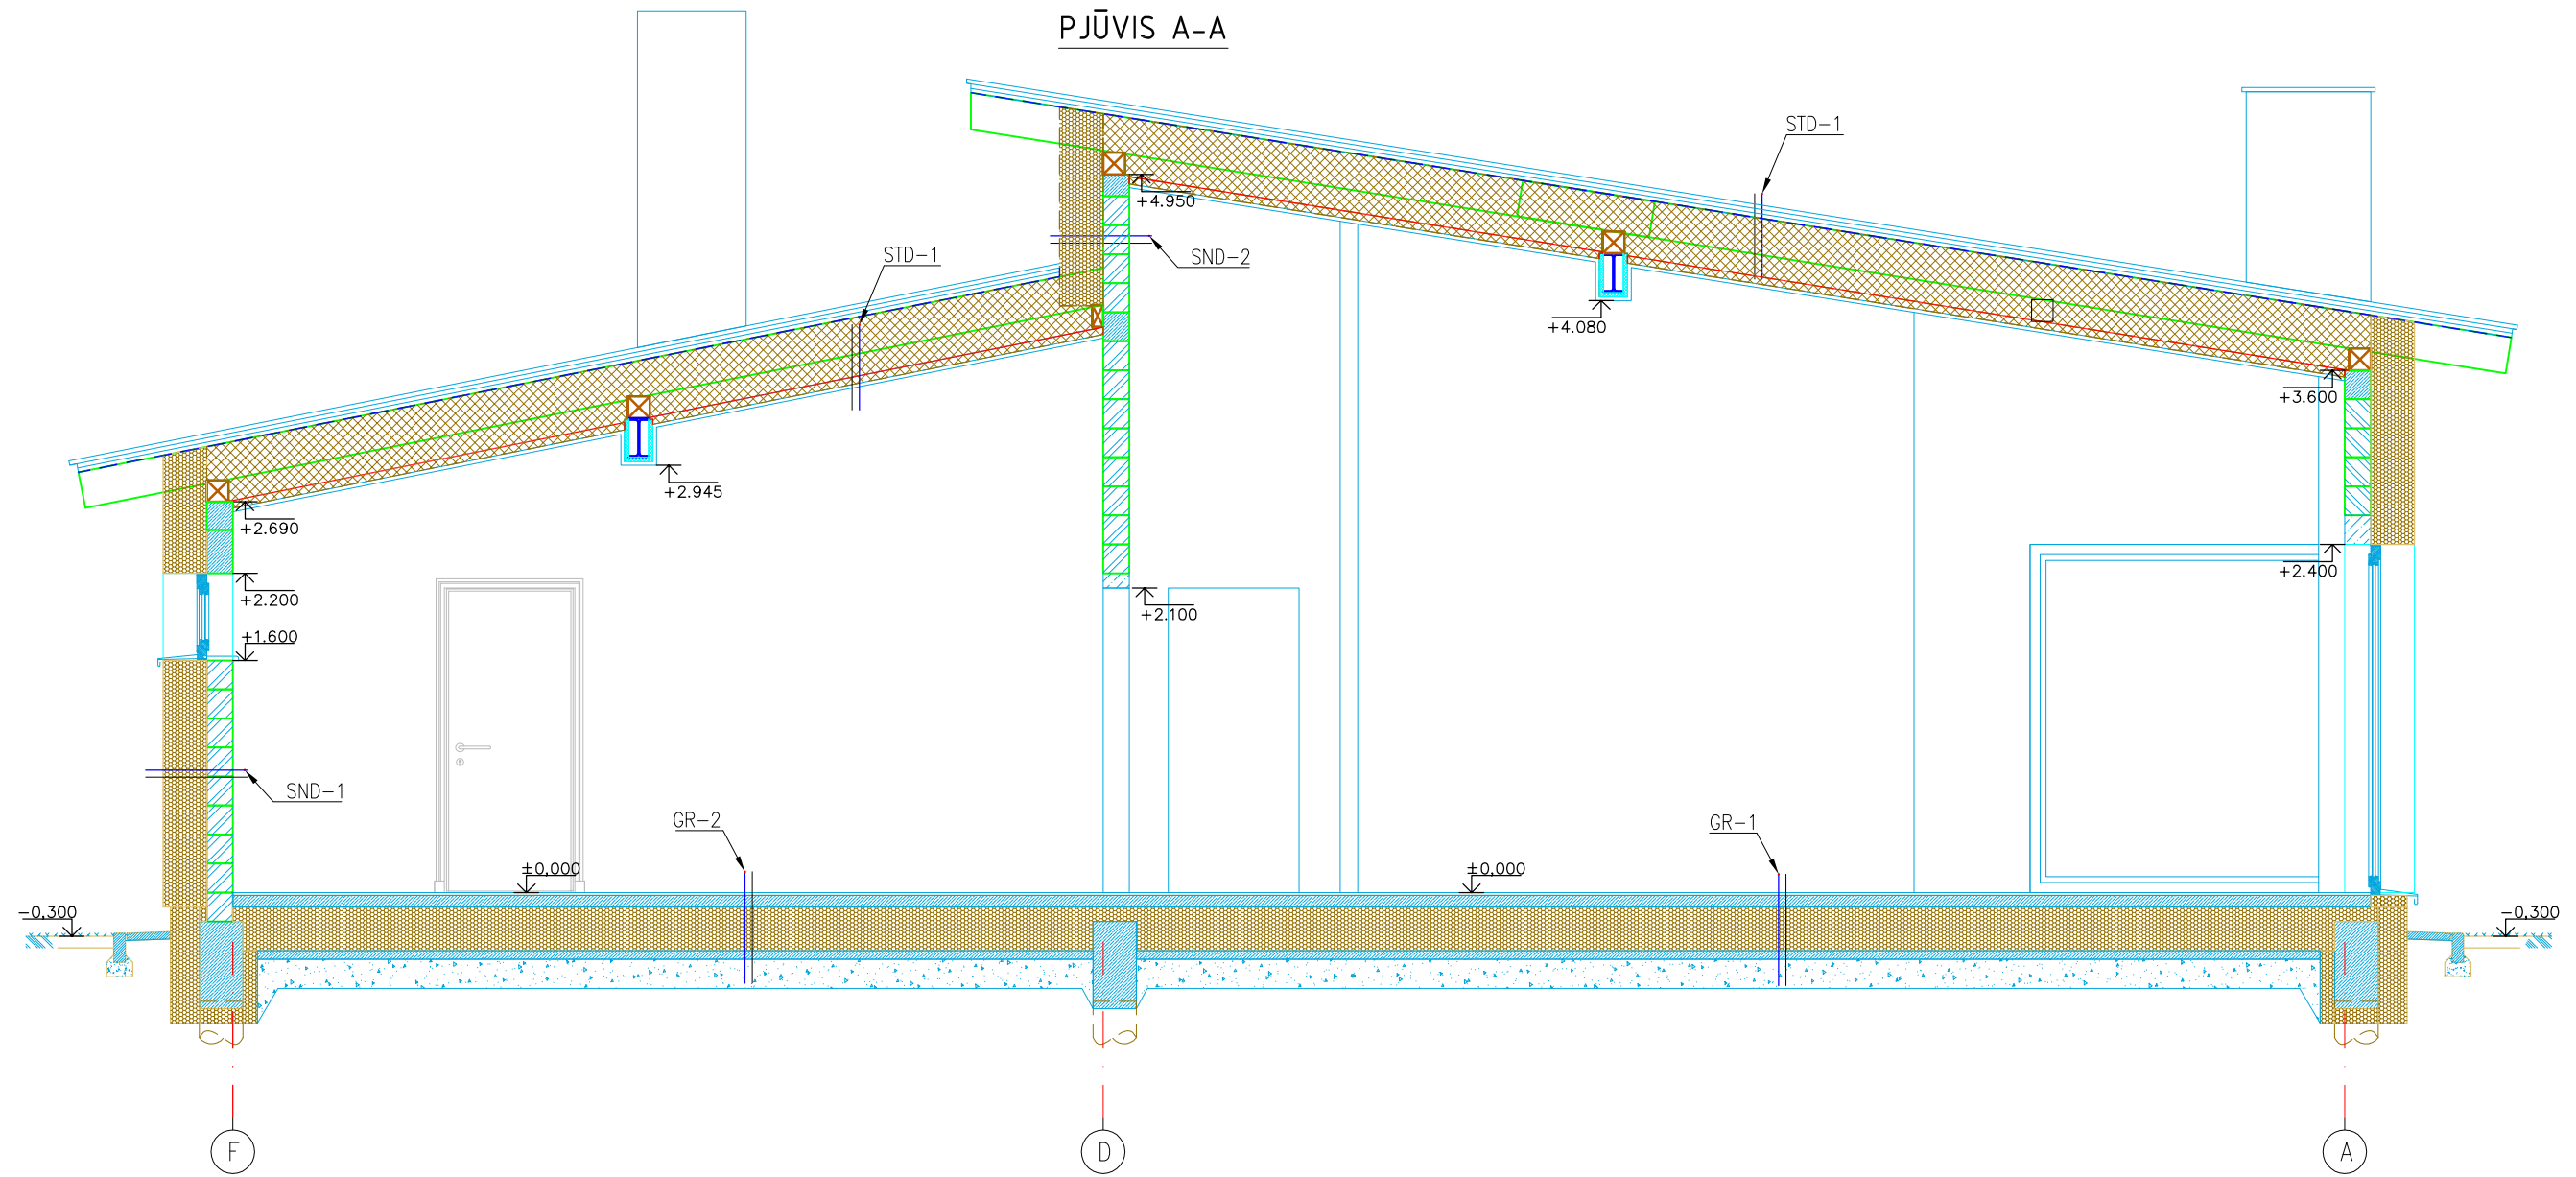 PJŪVIS A-A
STD-1
+4.950
STD-1
SND-2
+4.080
+3.600
+2.945
+2.690
+2.400
+2.200
+2.100
+1.600
SND-1
GR-2
GR-1
±0,000
±0,000
-0,300
-0,300
F
D
A